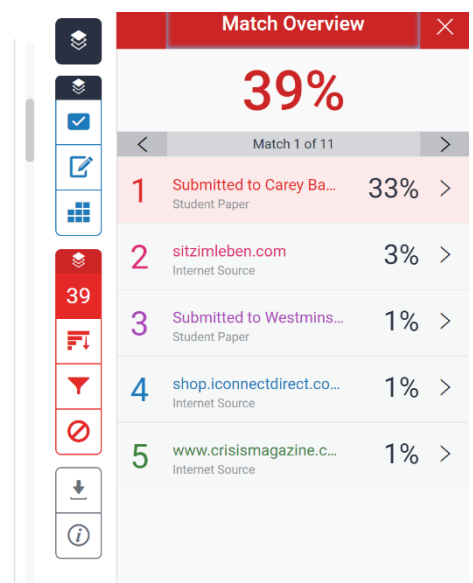 Match Overview
39%
Match 1 of 11
1 Submitted to Carey Ba... 33%
Student Paper
2 sitzimleben.com 3%
Internet Source
39
3 Submitted to Westmins... 1%
Student Paper
4 shop.iconnectdirect.co... 1%
Internet Source
5 www.crisismagazine.c... 1%
Internet Source